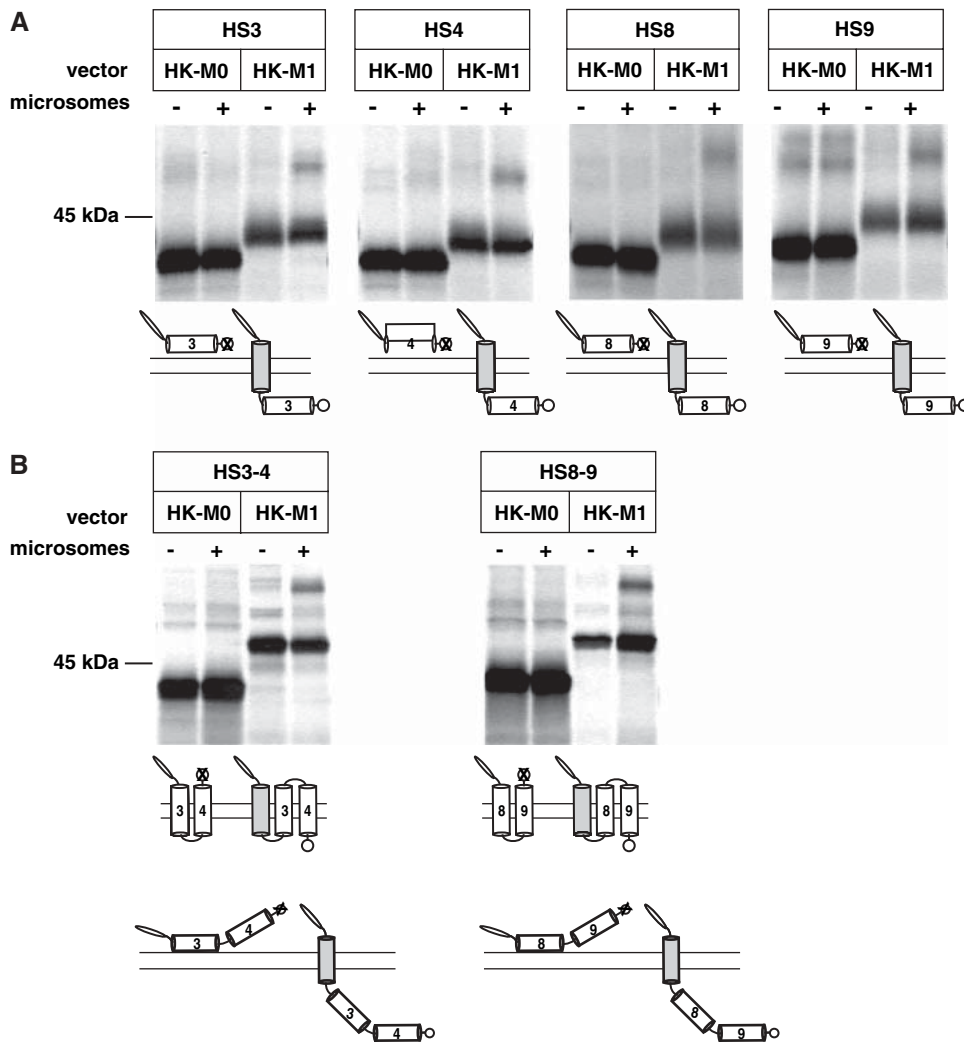 A
HS3 HS4 HS8 HS9
vector HK-M0 HK-M1 HK-M0 HK-M1 HK-M0 HK-M1 HK-M0 HK-M1
microsomes - + - + - + - + - + - + - + - +
45 kDa
3 4 8 9
3 4 8 9
B
HS3-4 HS8-9
vector HK-M0 HK-M1 HK-M0 HK-M1
microsomes - + - + - + - +
45 kDa
3 4 3 4 8 9 8 9
3 4 8 9
3 4 8 9